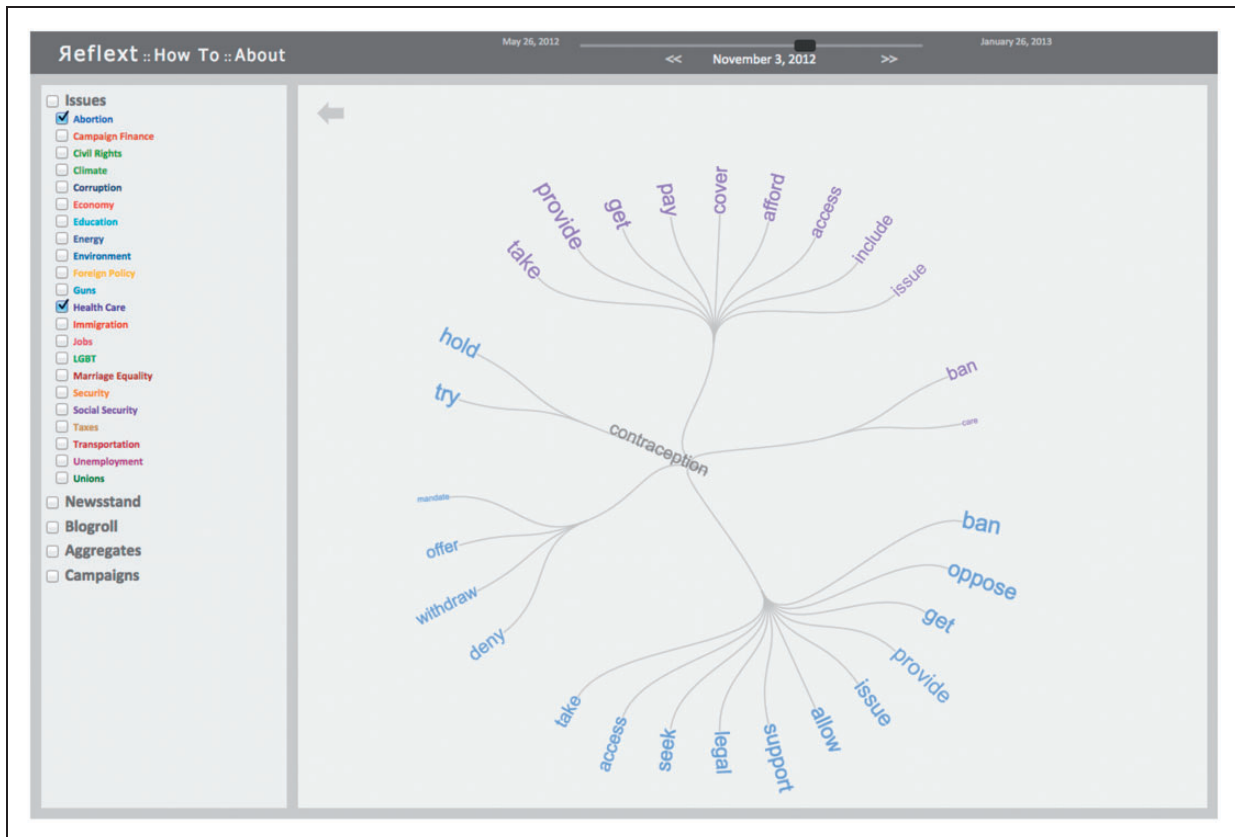 Яeflext :: How To :: About
May 26, 2012
January 26, 2013
<< November 3, 2012 >>
Issues
Abortion
Campaign Finance
Civil Rights
Climate
Corruption
Economy
Education
Energy
Environment
Foreign Policy
Guns
Health Care
Immigration
Jobs
LGBT
Marriage Equality
Security
Social Security
Taxes
Transportation
Unemployment
Unions
Newsstand
Blogroll
Aggregates
Campaigns
take
provide
get
pay
cover
afford
access
include
issue
hold
try
contraception
ban
care
mandate
offer
withdraw
deny
take
access
seek
legal
support
allow
issue
provide
get
oppose
ban